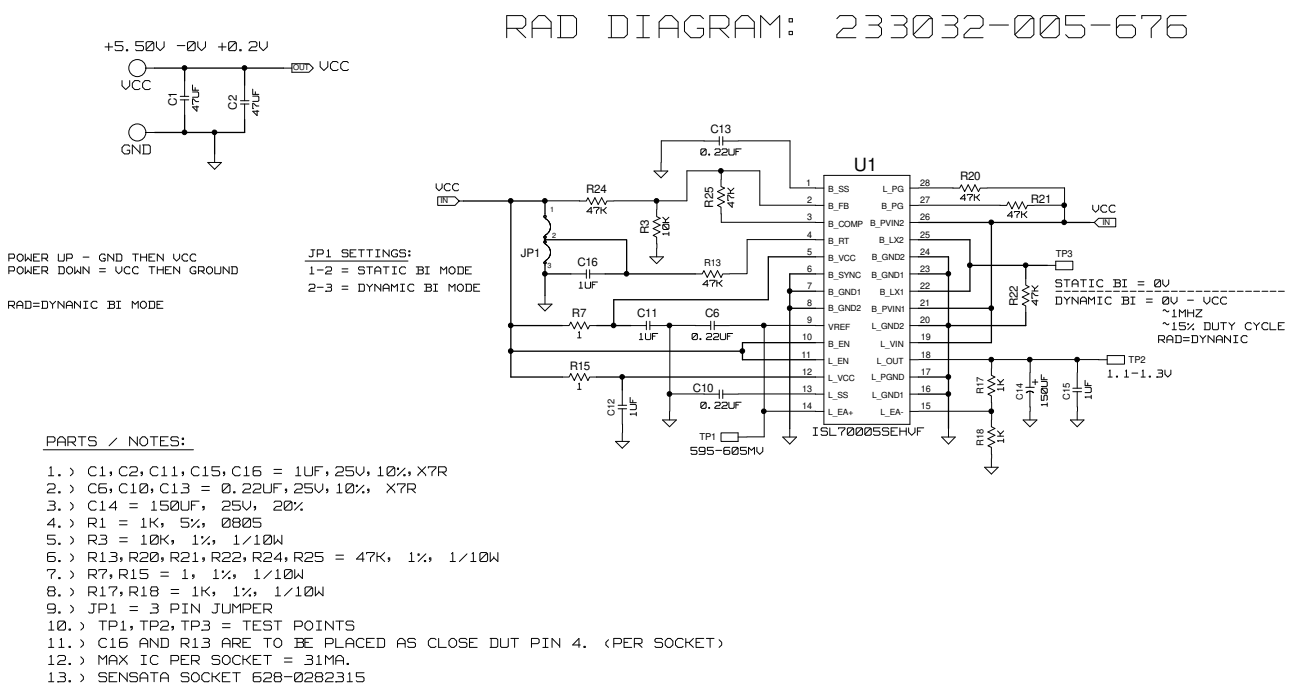 RAD DIAGRAM: 233032-005-676
+5.50V -0V +0.2V
VCC
OUT VCC
C1
47UF
C2
47UF
GND
POWER UP - GND THEN VCC
POWER DOWN = VCC THEN GROUND
RAD=DYNANIC BI MODE
JP1 SETTINGS:
1-2 = STATIC BI MODE
2-3 = DYNAMIC BI MODE
VCC
IN
1
2
3
JP1
R24
47K
R3
10K
R25
47K
C13
0.22UF
C16
1UF
R13
47K
R7
1
C11
1UF
C6
0.22UF
R15
1
C12
1UF
C10
0.22UF
TP1
595-605MV
U1
1 B_SS L_PG 28
2 B_FB B_PG 27
3 B_COMP B_PVIN2 26
4 B_RT B_LX2 25
5 B_VCC B_GND2 24
6 B_SYNC B_GND1 23
7 B_GND1 B_LX1 22
8 B_GND2 B_PVIN1 21
9 VREF L_GND2 20
10 B_EN L_VIN 19
11 L_EN L_OUT 18
12 L_VCC L_PGND 17
13 L_SS L_GND1 16
14 L_EA+ L_EA- 15
ISL70005SEHVF
R20
47K
R21
47K
VCC
IN
TP3
R22
47K
STATIC BI = 0V
DYNAMIC BI = 0V - VCC
~1MHZ
~15% DUTY CYCLE
RAD=DYNAMIC
TP2
1.1-1.3V
R17
1K
C14
+
150UF
C15
1UF
R18
1K
PARTS / NOTES:
1.) C1,C2,C11,C15,C16 = 1UF,25V,10%,X7R
2.) C6,C10,C13 = 0.22UF,25V,10%, X7R
3.) C14 = 150UF, 25V, 20%
4.) R1 = 1K, 5%, 0805
5.) R3 = 10K, 1%, 1/10W
6.) R13,R20,R21,R22,R24,R25 = 47K, 1%, 1/10W
7.) R7,R15 = 1, 1%, 1/10W
8.) R17,R18 = 1K, 1%, 1/10W
9.) JP1 = 3 PIN JUMPER
10.) TP1,TP2,TP3 = TEST POINTS
11.) C16 AND R13 ARE TO BE PLACED AS CLOSE DUT PIN 4. (PER SOCKET)
12.) MAX IC PER SOCKET = 31MA.
13.) SENSATA SOCKET 628-0282315